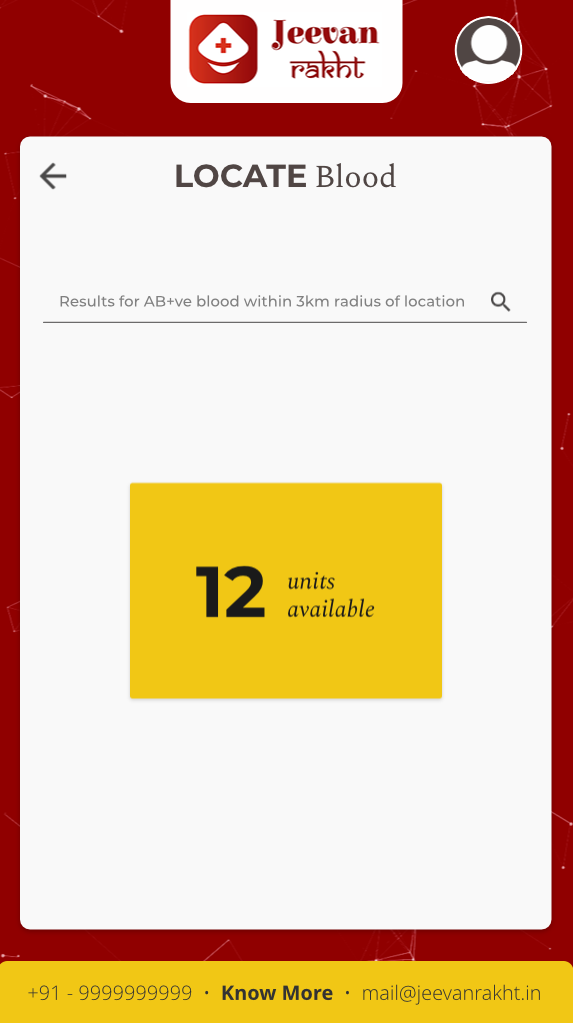 Jeevan
rakht
LOCATE Blood
Results for AB+ve blood within 3km radius of location
12 units
available
+91 - 9999999999 · Know More · mail@jeevanrakht.in